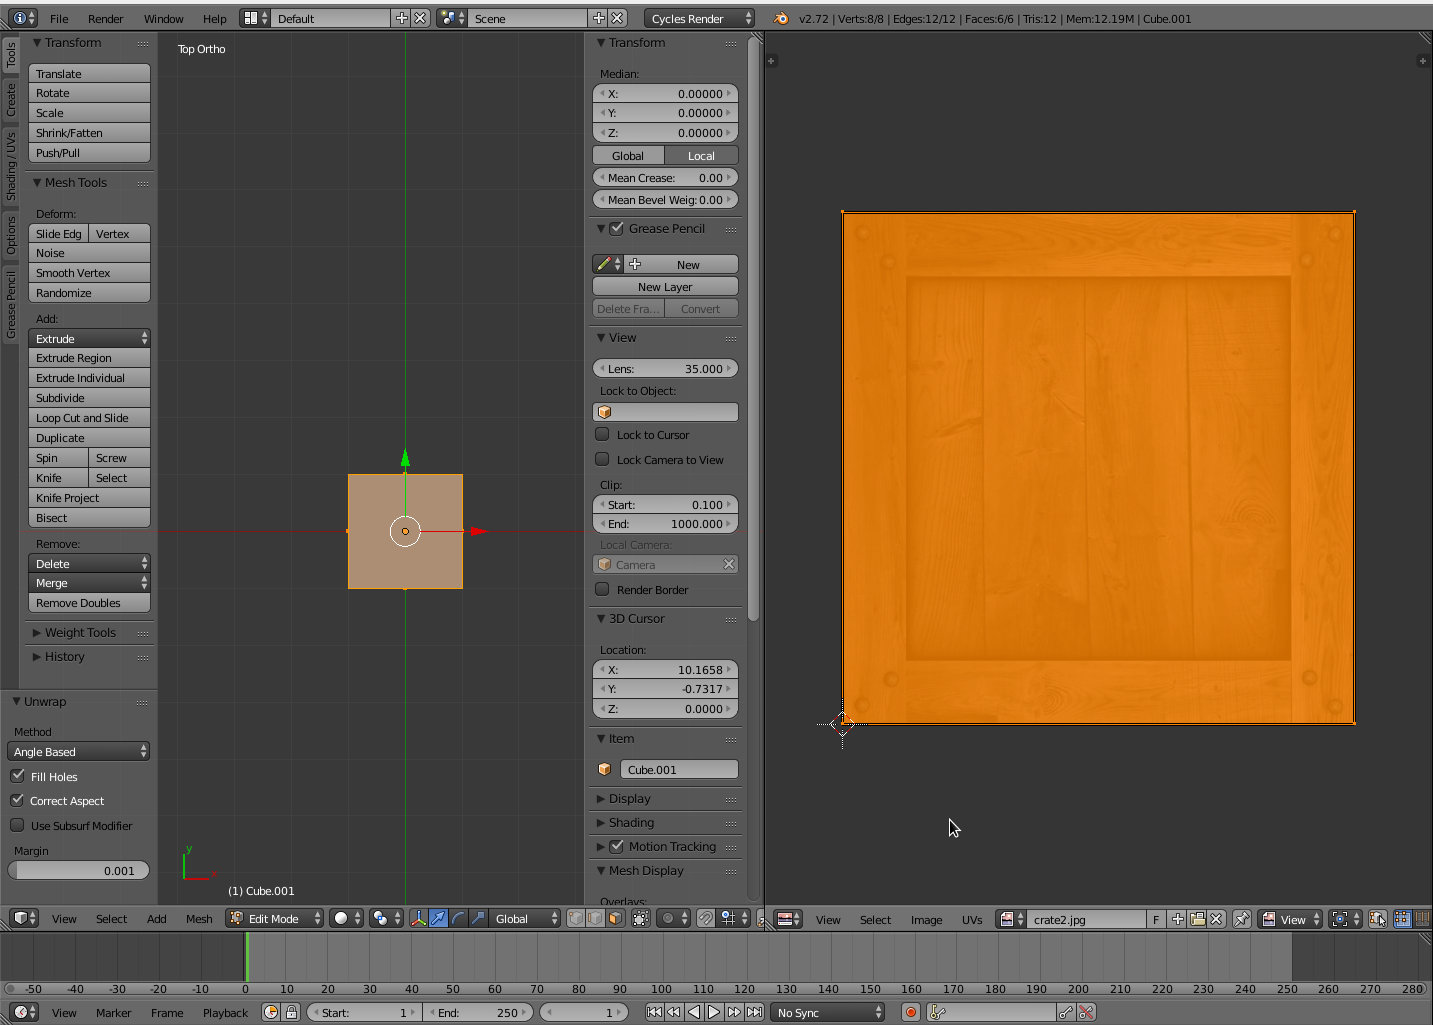 File Render Window Help Default Scene Cycles Render v2.72 | Verts:8/8 | Edges:12/12 | Faces:6/6 | Tris:12 | Mem:12.19M | Cube.001
Tools
Create
Shading / UVs
Options
Grease Pencil
Transform
Translate
Rotate
Scale
Shrink/Fatten
Push/Pull
Mesh Tools
Deform:
Slide Edg Vertex
Noise
Smooth Vertex
Randomize
Add:
Extrude
Extrude Region
Extrude Individual
Subdivide
Loop Cut and Slide
Duplicate
Spin Screw
Knife Select
Knife Project
Bisect
Remove:
Delete
Merge
Remove Doubles
Weight Tools
History
Unwrap
Method
Angle Based
Fill Holes
Correct Aspect
Use Subsurf Modifier
Margin
0.001
Top Ortho
y
x
(1) Cube.001
Transform
Median:
X: 0.00000
Y: 0.00000
Z: 0.00000
Global Local
Mean Crease: 0.00
Mean Bevel Weig: 0.00
Grease Pencil
New
New Layer
Delete Fra... Convert
View
Lens: 35.000
Lock to Object:
Lock to Cursor
Lock Camera to View
Clip:
Start: 0.100
End: 1000.000
Local Camera:
Camera
Render Border
3D Cursor
Location:
X: 10.1658
Y: -0.7317
Z: 0.0000
Item
Cube.001
Display
Shading
Motion Tracking
Mesh Display
Overlays:
View Select Add Mesh Edit Mode Global
View Select Image UVs crate2.jpg F View
-50 -40 -30 -20 -10 0 10 20 30 40 50 60 70 80 90 100 110 120 130 140 150 160 170 180 190 200 210 220 230 240 250 260 270 280
View Marker Frame Playback Start: 1 End: 250 1 No Sync